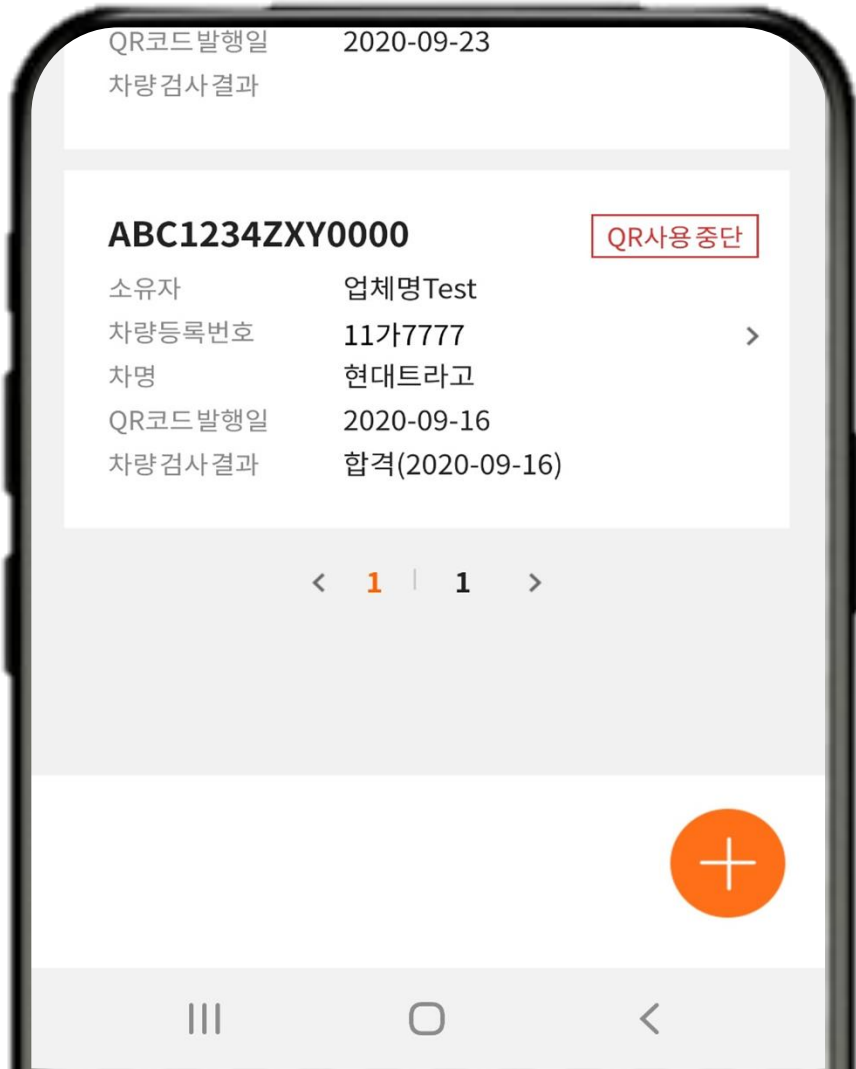 QR코드발행일 2020-09-23
차량검사결과
ABC1234ZXY0000 QR사용중단
소유자 업체명Test
차량등록번호 11가7777
차명 현대트라고
QR코드발행일 2020-09-16
차량검사결과 합격(2020-09-16)
1 | 1